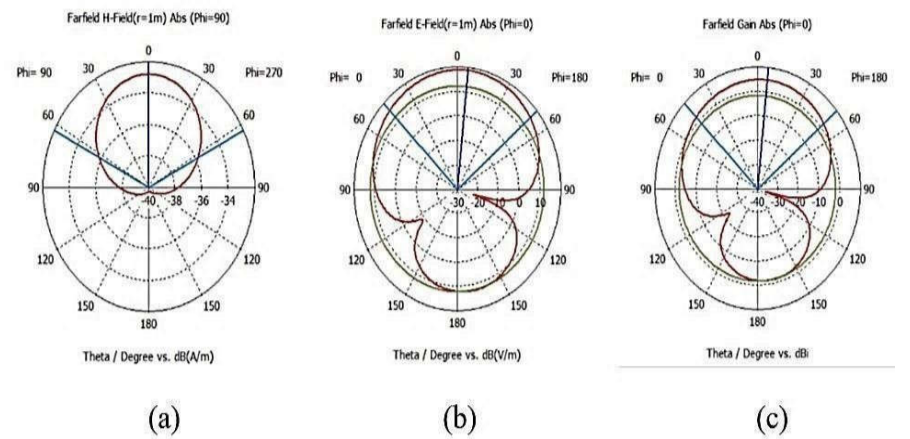 Farfield H-Field(r=1m) Abs (Phi=90)
0
Phi= 90 30 30 Phi=270
60 60
90 -40 -38 -36 -34 90
120 120
150 150
180
Theta / Degree vs. dB(A/m)
(a)
Farfield E-Field(r=1m) Abs (Phi=0)
0
Phi= 0 30 30 Phi=180
60 60
90 -30 -20 -10 0 10 90
120 120
150 150
180
Theta / Degree vs. dB(V/m)
(b)
Farfield Gain Abs (Phi=0)
0
Phi= 0 30 30 Phi=180
60 60
90 -40 -30 -20 -10 0 90
120 120
150 150
180
Theta / Degree vs. dBi
(c)